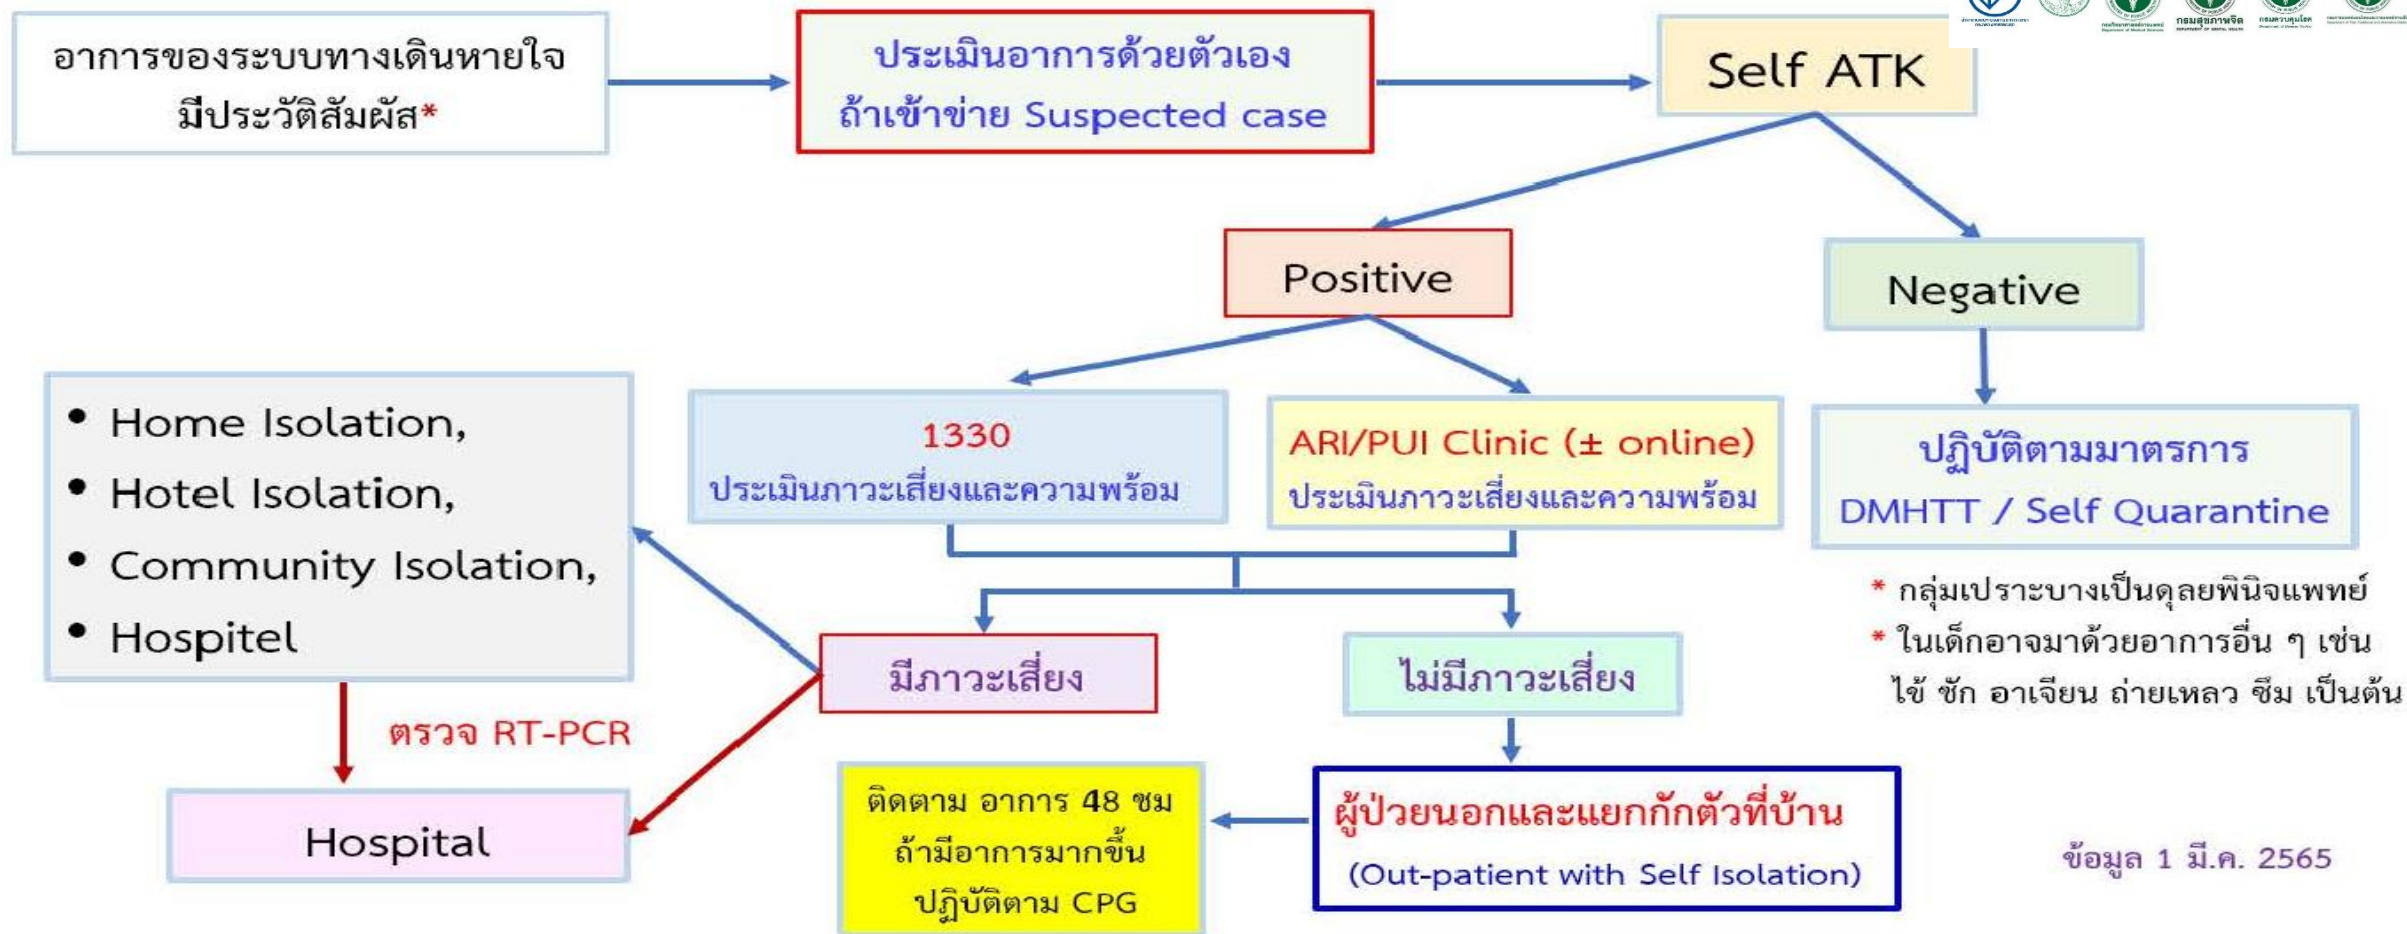 อาการของระบบทางเดินหายใจ
มีประวัติสัมผัส*
ประเมินอาการด้วยตัวเอง
ถ้าเข้าข่าย Suspected case
Self ATK
กรมสุขภาพจิต
Positive
Negative
• Home Isolation,
• Hotel Isolation,
• Community Isolation,
• Hospitel
1330
ประเมินภาวะเสี่ยงและความพร้อม
ARI/PUI Clinic (± online)
ประเมินภาวะเสี่ยงและความพร้อม
ปฏิบัติตามมาตรการ
DMHTT / Self Quarantine
* กลุ่มเปราะบางเป็นดุลยพินิจแพทย์
* ในเด็กอาจมาด้วยอาการอื่น ๆ เช่น
ไข้ ชัก อาเจียน ถ่ายเหลว ซึม เป็นต้น
มีภาวะเสี่ยง
ไม่มีภาวะเสี่ยง
ตรวจ RT-PCR
Hospital
ติดตาม อาการ 48 ชม
ถ้ามีอาการมากขึ้น
ปฏิบัติตาม CPG
ผู้ป่วยนอกและแยกกักตัวที่บ้าน
(Out-patient with Self Isolation)
ข้อมูล 1 มี.ค. 2565